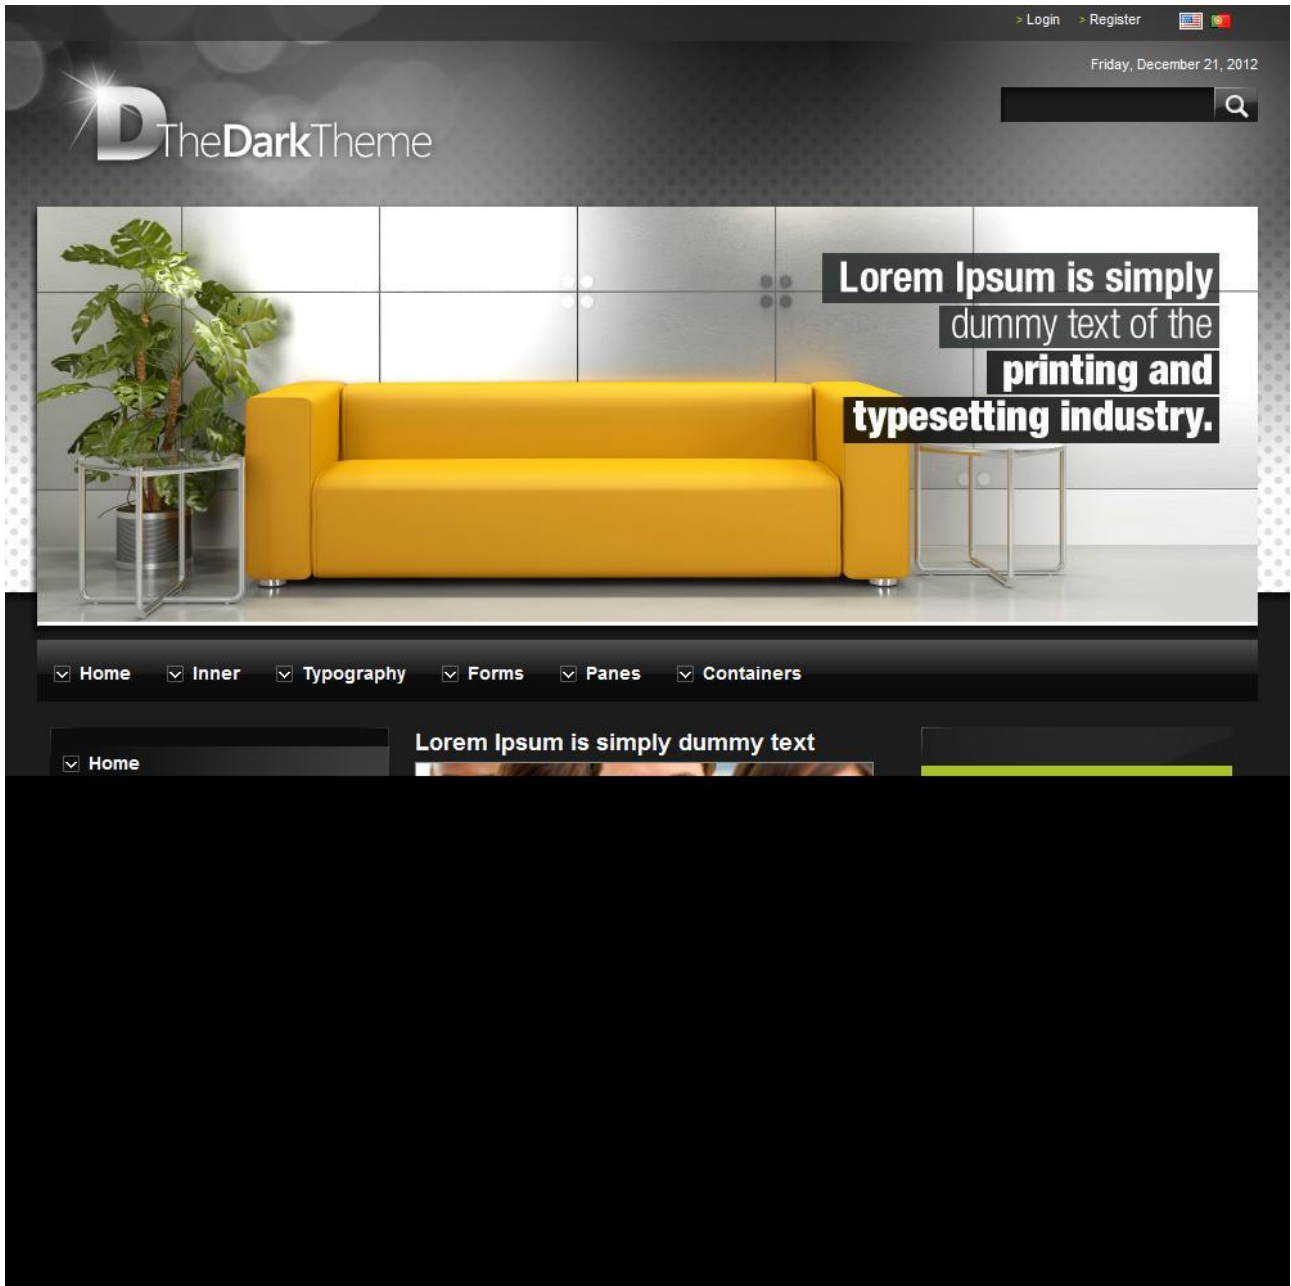 > Login > Register
Friday, December 21, 2012
D TheDarkTheme
Lorem Ipsum is simply
dummy text of the
printing and
typesetting industry.
Home Inner Typography Forms Panes Containers
Home
Lorem Ipsum is simply dummy text